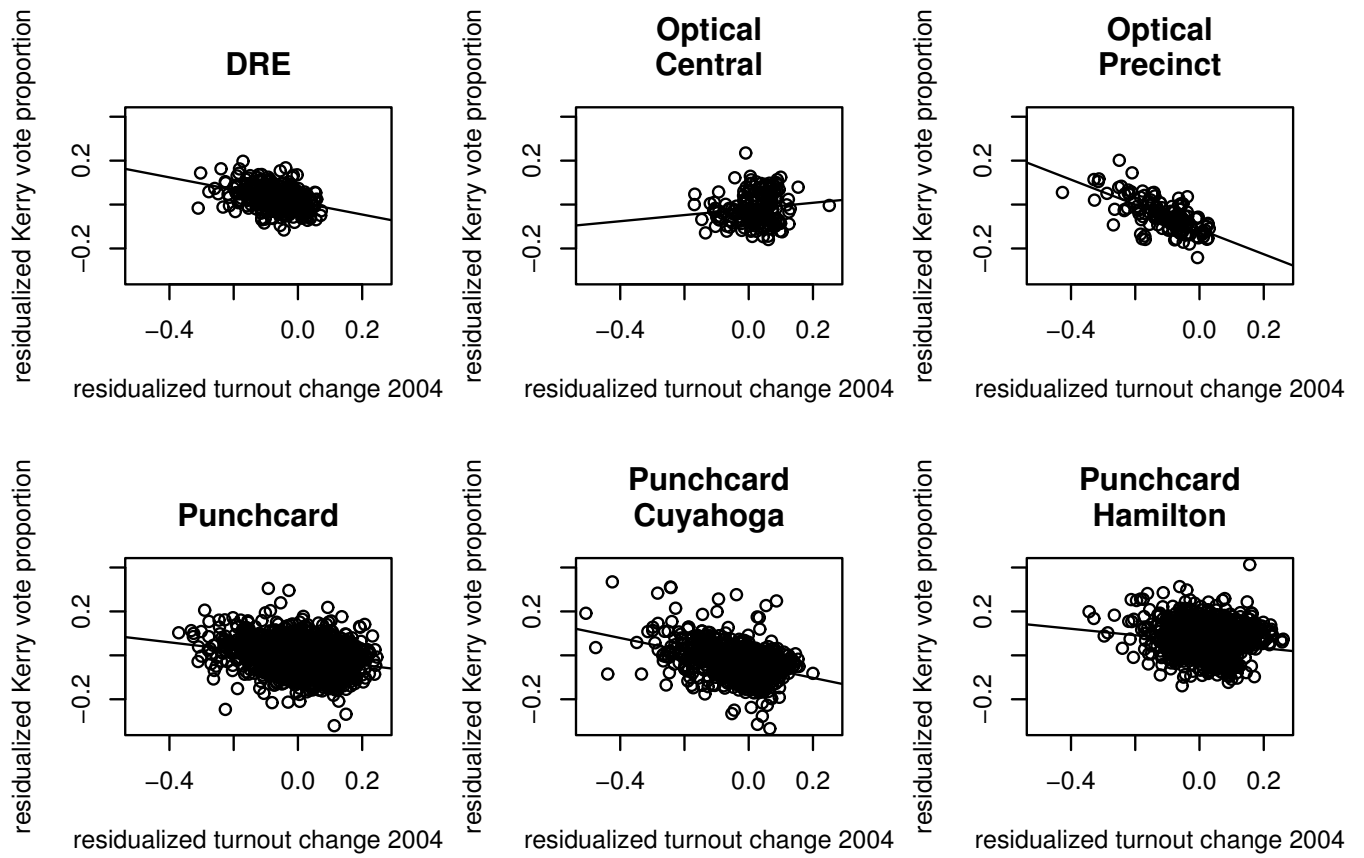 DRE
residualized Kerry vote proportion
0.2
−0.2
−0.4 0.0 0.2
residualized turnout change 2004
Optical
Central
residualized Kerry vote proportion
0.2
−0.2
−0.4 0.0 0.2
residualized turnout change 2004
Optical
Precinct
residualized Kerry vote proportion
0.2
−0.2
−0.4 0.0 0.2
residualized turnout change 2004
Punchcard
residualized Kerry vote proportion
0.2
−0.2
−0.4 0.0 0.2
residualized turnout change 2004
Punchcard
Cuyahoga
residualized Kerry vote proportion
0.2
−0.2
−0.4 0.0 0.2
residualized turnout change 2004
Punchcard
Hamilton
residualized Kerry vote proportion
0.2
−0.2
−0.4 0.0 0.2
residualized turnout change 2004